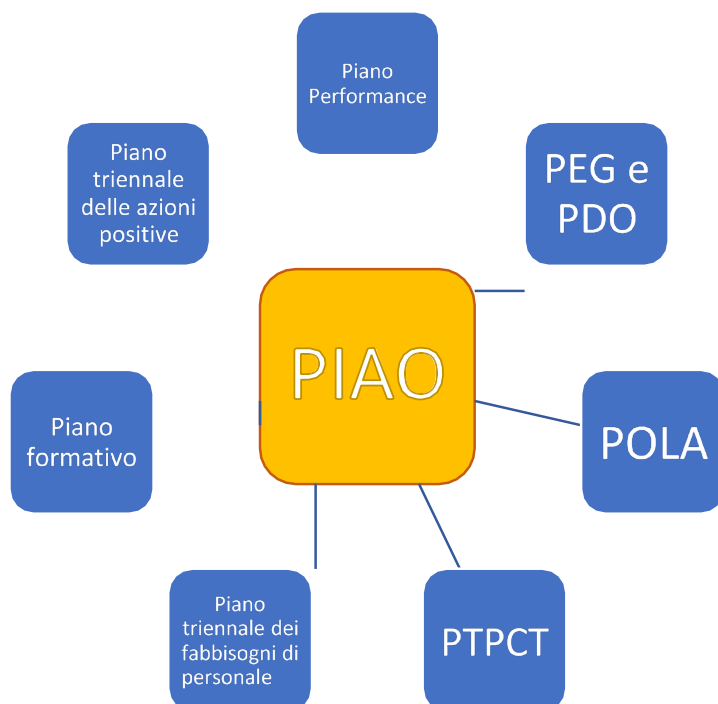 Piano
Performance
PEG e
PDO
Piano
triennale
delle azioni
positive
PIAO
Piano
formativo
POLA
Piano
triennale dei
fabbisogni di
personale
PTPCT